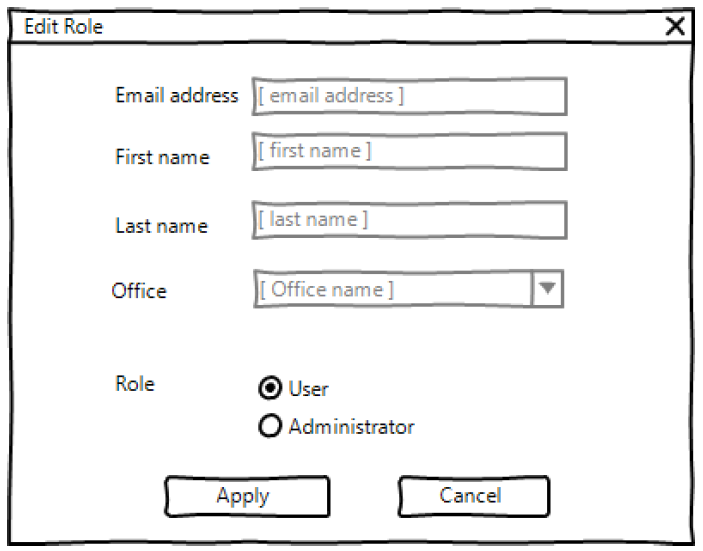 Edit Role
Email address [ email address ]
First name [ first name ]
Last name [ last name ]
Office [ Office name ]
Role
User
Administrator
Apply Cancel